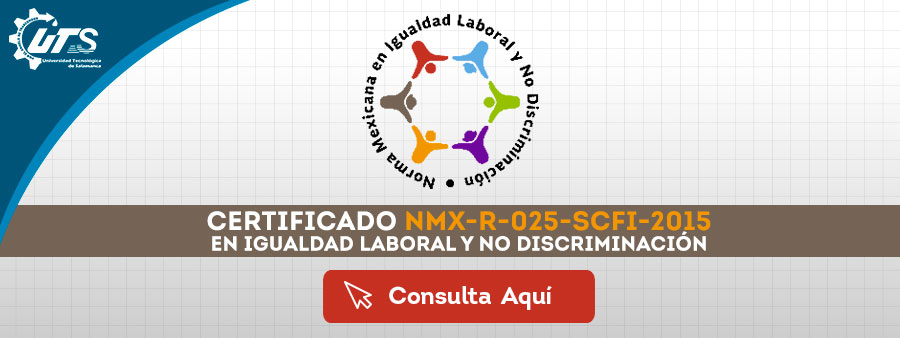 UTS
Universidad Tecnológica
de Salamanca
Norma Mexicana en Igualdad Laboral y No Discriminación •
CERTIFICADO NMX-R-025-SCFI-2015
EN IGUALDAD LABORAL Y NO DISCRIMINACIÓN
Consulta Aquí